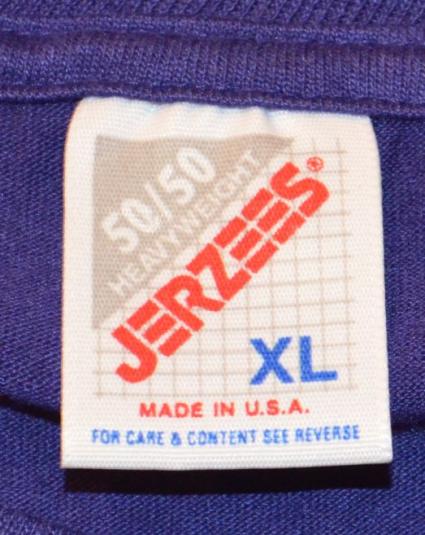 50/50
HEAVYWEIGHT
JERZEES®
XL
MADE IN U.S.A.
FOR CARE & CONTENT SEE REVERSE